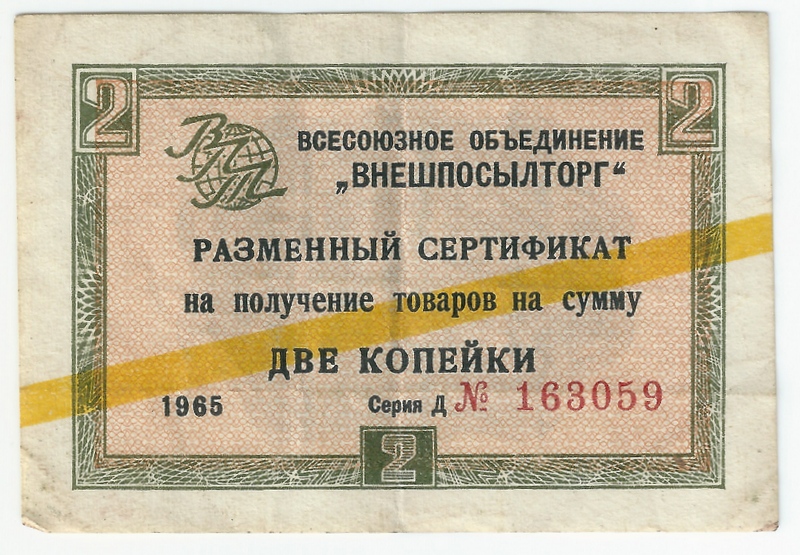 2 2
ВПТ
ВСЕСОЮЗНОЕ ОБЪЕДИНЕНИЕ
„ВНЕШПОСЫЛТОРГ“
РАЗМЕННЫЙ СЕРТИФИКАТ
на получение товаров на сумму
ДВЕ КОПЕЙКИ
1965 Серия Д № 163059
2